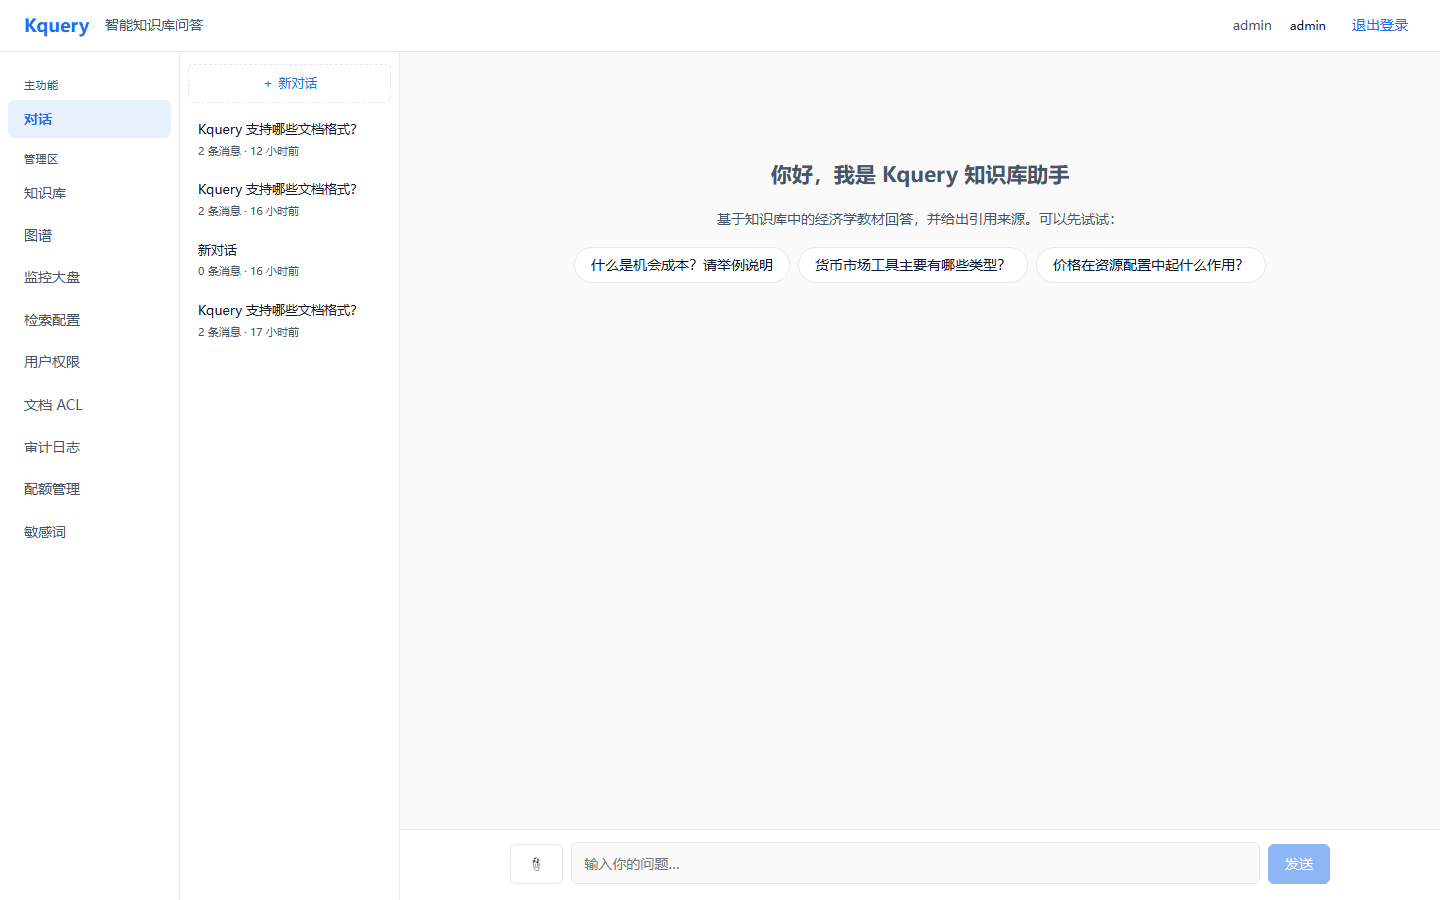 Kquery 智能知识库问答
admin admin 退出登录
主功能
对话
管理区
知识库
图谱
监控大盘
检索配置
用户权限
文档 ACL
审计日志
配额管理
敏感词
+ 新对话
Kquery 支持哪些文档格式?
2 条消息 · 12 小时前
Kquery 支持哪些文档格式?
2 条消息 · 16 小时前
新对话
0 条消息 · 16 小时前
Kquery 支持哪些文档格式?
2 条消息 · 17 小时前
你好，我是 Kquery 知识库助手
基于知识库中的经济学教材回答，并给出引用来源。可以先试试：
什么是机会成本？请举例说明
货币市场工具主要有哪些类型？
价格在资源配置中起什么作用？
输入你的问题...
发送